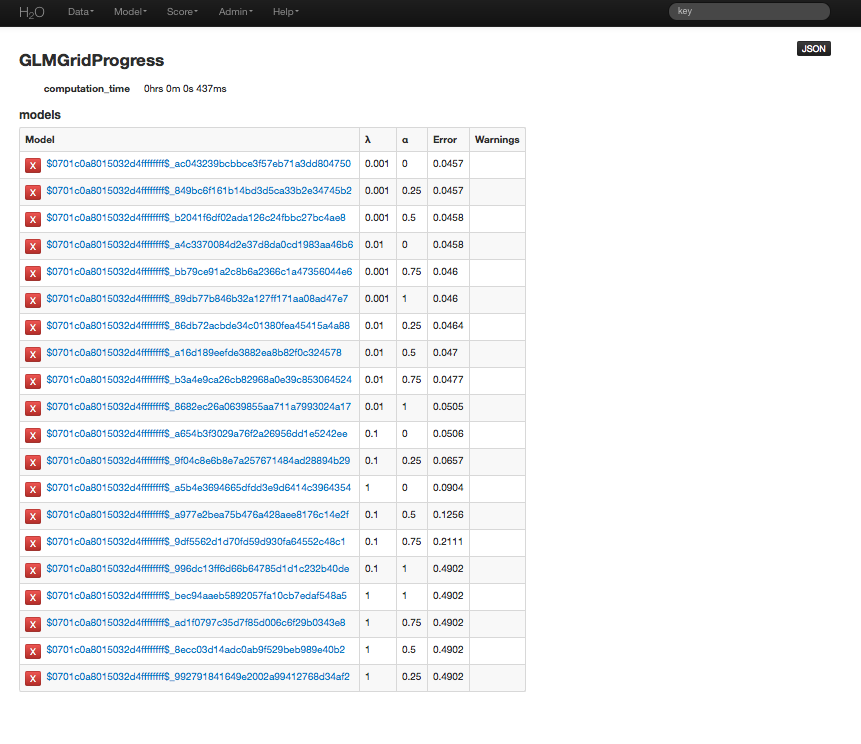 H2O Data Model Score Admin Help key
JSON
GLMGridProgress
computation_time 0hrs 0m 0s 437ms
models
Model λ α Error Warnings
X $0701c0a8015032d4ffffffff$_ac043239bcbbce3f57eb71a3dd804750 0.001 0 0.0457
X $0701c0a8015032d4ffffffff$_849bc6f161b14bd3d5ca33b2e34745b2 0.001 0.25 0.0457
X $0701c0a8015032d4ffffffff$_b2041f6df02ada126c24fbbc27bc4ae8 0.001 0.5 0.0458
X $0701c0a8015032d4ffffffff$_a4c3370084d2e37d8da0cd1983aa46b6 0.01 0 0.0458
X $0701c0a8015032d4ffffffff$_bb79ce91a2c8b6a2366c1a47356044e6 0.001 0.75 0.046
X $0701c0a8015032d4ffffffff$_89db77b846b32a127ff171aa08ad47e7 0.001 1 0.046
X $0701c0a8015032d4ffffffff$_86db72acbde34c01380fea45415a4a88 0.01 0.25 0.0464
X $0701c0a8015032d4ffffffff$_a16d189eefde3882ea8b82f0c324578 0.01 0.5 0.047
X $0701c0a8015032d4ffffffff$_b3a4e9ca26cb82968a0e39c853064524 0.01 0.75 0.0477
X $0701c0a8015032d4ffffffff$_8682ec26a0639855aa711a7993024a17 0.01 1 0.0505
X $0701c0a8015032d4ffffffff$_a654b3f3029a76f2a26956dd1e5242ee 0.1 0 0.0506
X $0701c0a8015032d4ffffffff$_9f04c8e6b8e7a257671484ad28894b29 0.1 0.25 0.0657
X $0701c0a8015032d4ffffffff$_a5b4e3694665dfdd3e9d6414c3964354 1 0 0.0904
X $0701c0a8015032d4ffffffff$_a977e2bea75b476a428aee8176c14e2f 0.1 0.5 0.1256
X $0701c0a8015032d4ffffffff$_9df5562d1d70fd59d930fa64552c48c1 0.1 0.75 0.2111
X $0701c0a8015032d4ffffffff$_996dc13ff6d66b64785d1d1c232b40de 0.1 1 0.4902
X $0701c0a8015032d4ffffffff$_bec94aaeb5892057fa10cb7edaf548a5 1 1 0.4902
X $0701c0a8015032d4ffffffff$_ad1f0797c35d7f85d006c6f29b0343e8 1 0.75 0.4902
X $0701c0a8015032d4ffffffff$_8ecc03d14adc0ab9f529beb989e40b2 1 0.5 0.4902
X $0701c0a8015032d4ffffffff$_992791841649e2002a99412768d34af2 1 0.25 0.4902